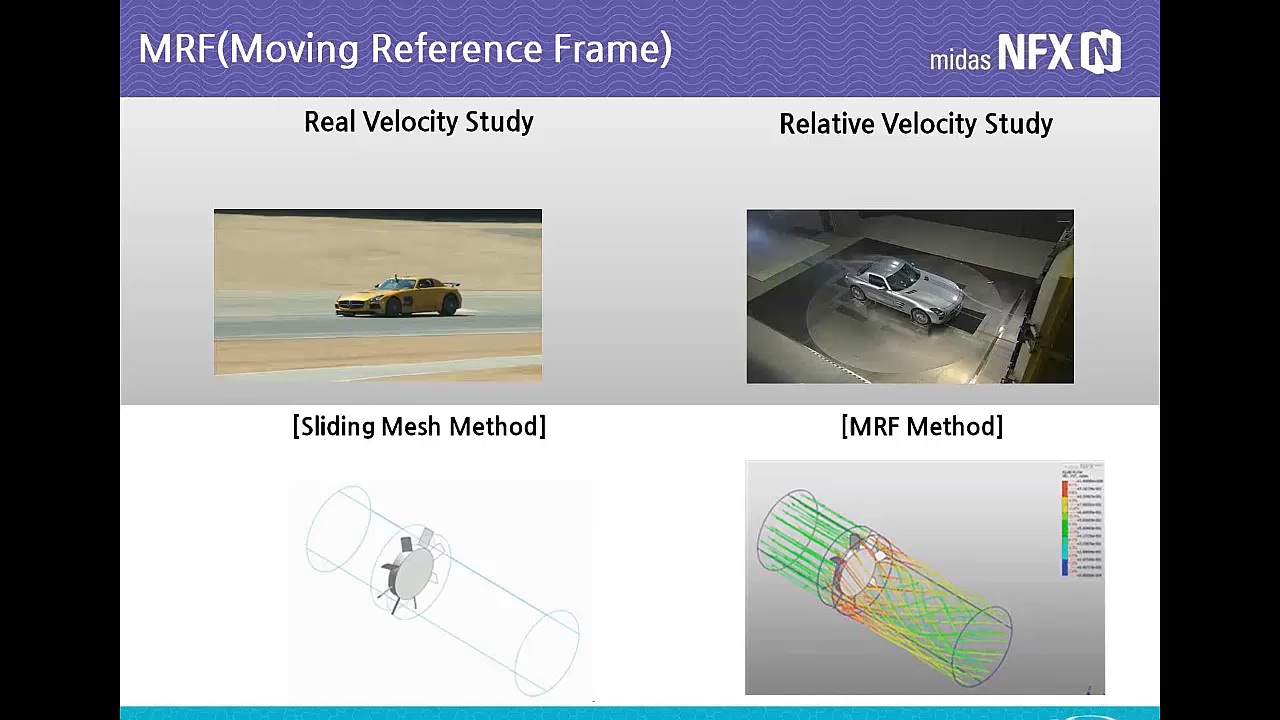 MRF(Moving Reference Frame)
midas NFX
Real Velocity Study
Relative Velocity Study
[Sliding Mesh Method]
[MRF Method]